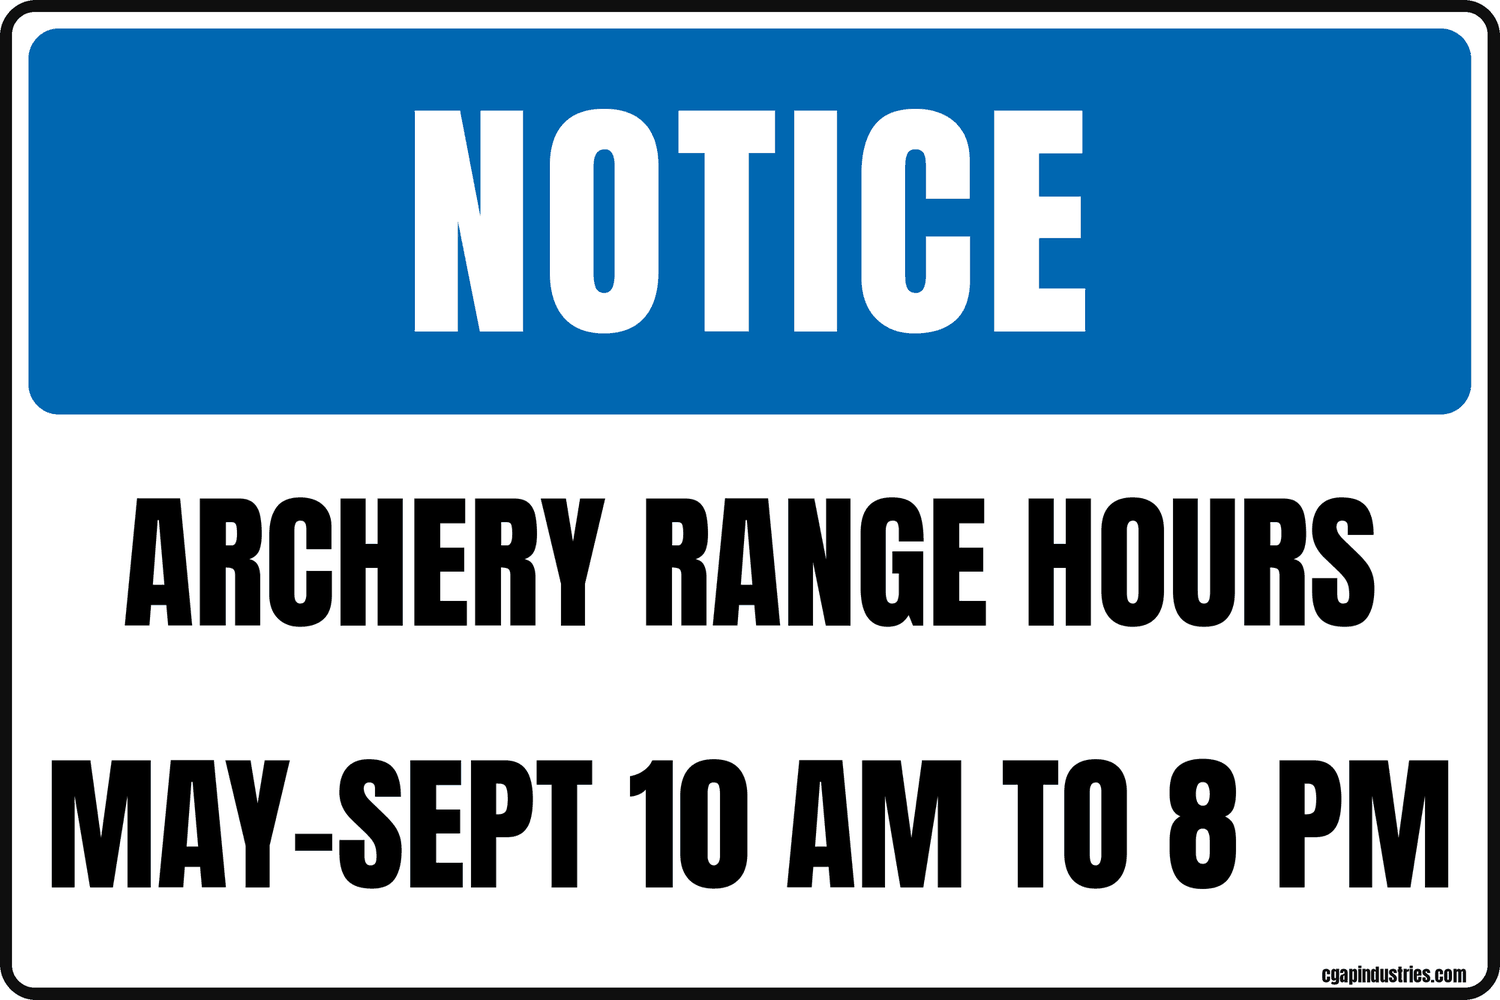 NOTICE
ARCHERY RANGE HOURS
MAY-SEPT 10 AM TO 8 PM
cgapindustries.com